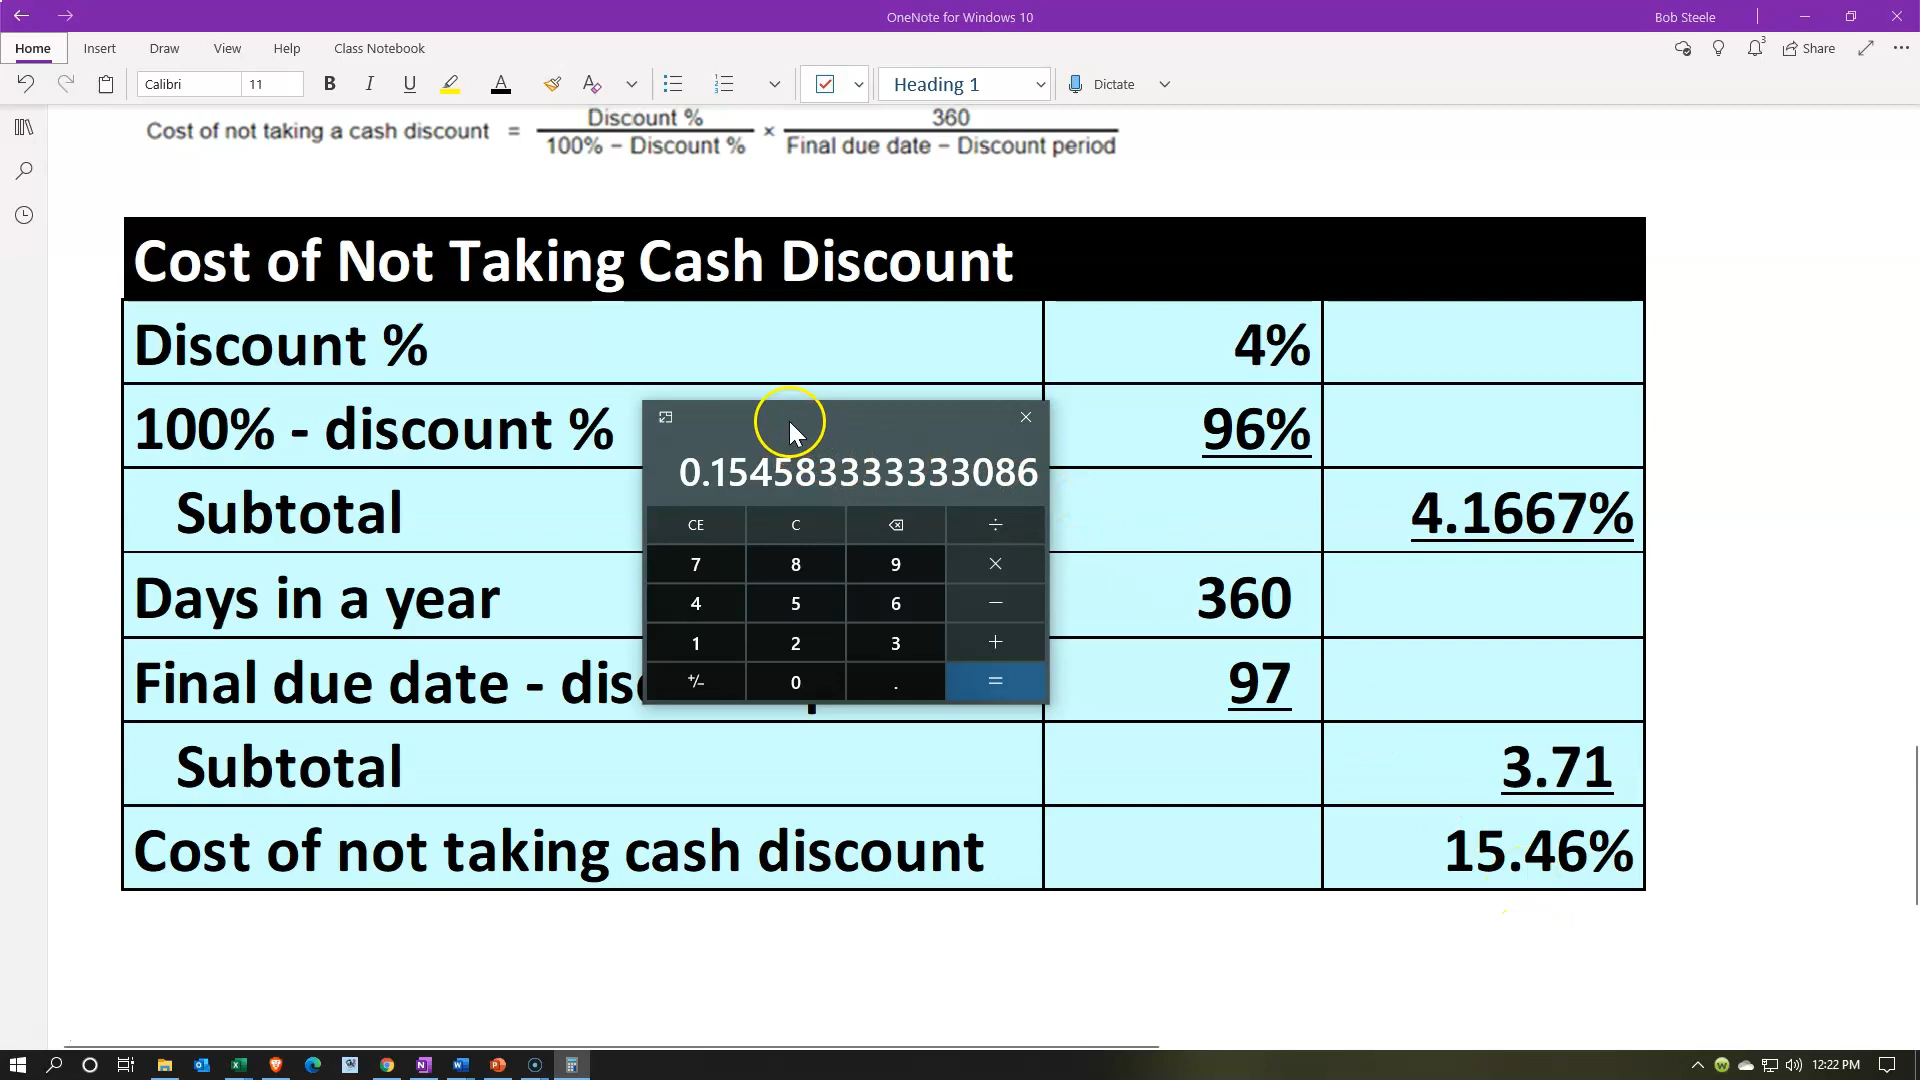 OneNote for Windows 10
Bob Steele
Home Insert Draw View Help Class Notebook
3
Share
Calibri 11 B I U A A Heading 1 Dictate
Cost of not taking a cash discount = Discount % / 100% − Discount % × 360 / Final due date − Discount period
Cost of Not Taking Cash Discount
Discount % 4%
100% - discount % 96%
Subtotal 4.1667%
Days in a year 360
Final due date - dis 97
Subtotal 3.71
Cost of not taking cash discount 15.46%
0.154583333333086
CE C ÷
7 8 9 ×
4 5 6 −
1 2 3 +
+/− 0 . =
12:22 PM